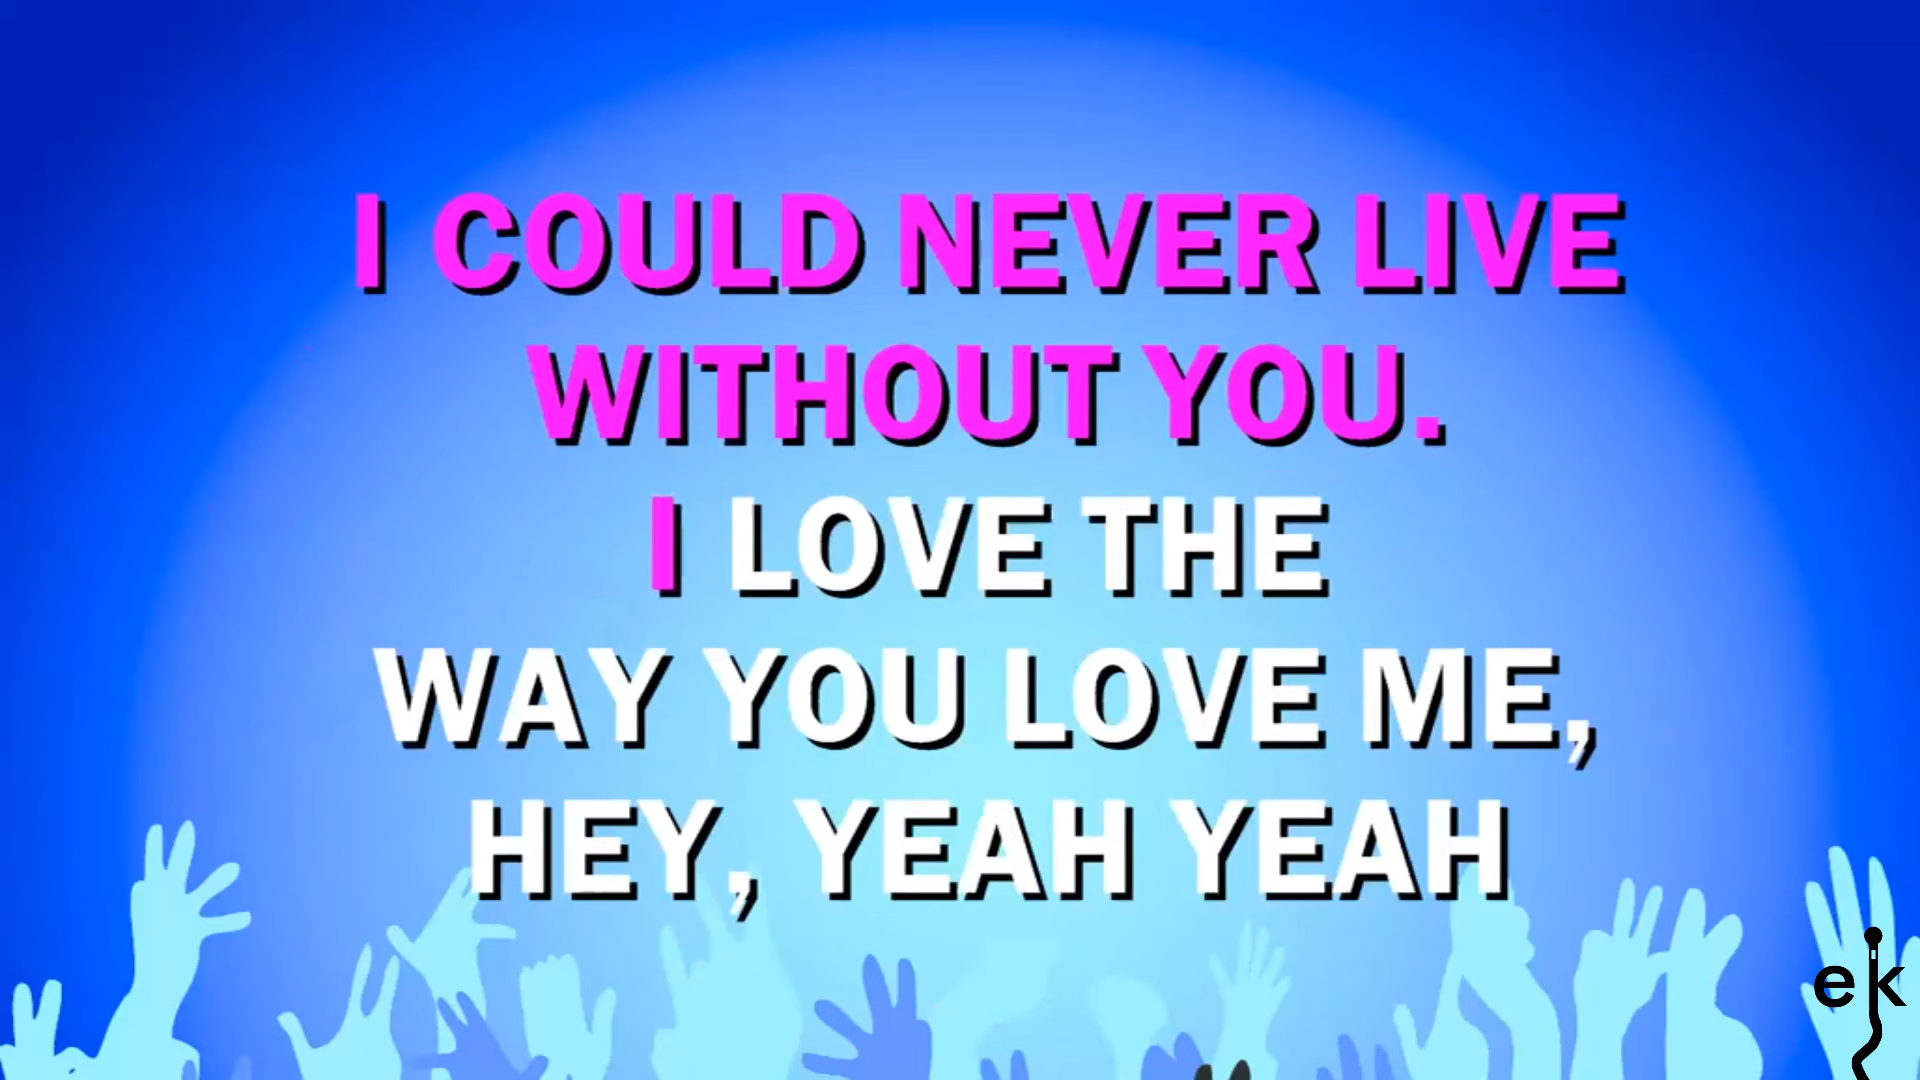 I COULD NEVER LIVE
WITHOUT YOU.
I LOVE THE
WAY YOU LOVE ME,
HEY, YEAH YEAH
ek